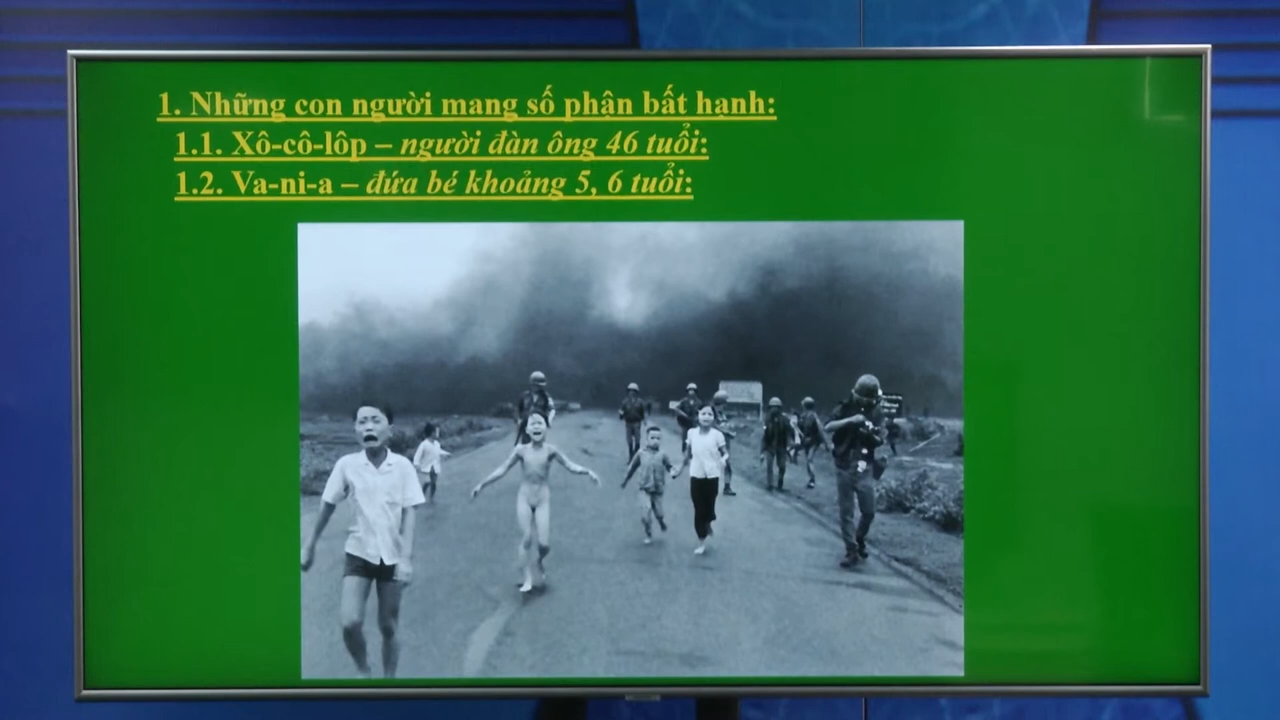 1. Những con người mang số phận bất hạnh:
1.1. Xô-cô-lôp – người đàn ông 46 tuổi:
1.2. Va-ni-a – đứa bé khoảng 5, 6 tuổi: